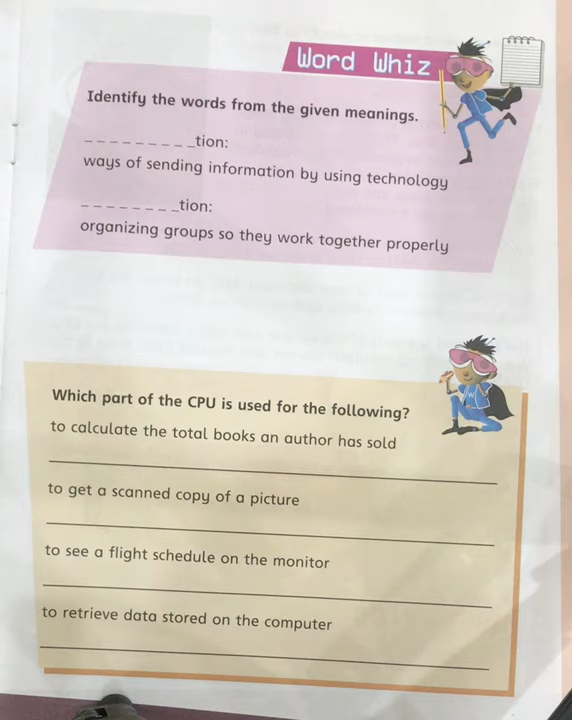 Word Whiz
Identify the words from the given meanings.
_ _ _ _ _ _ _ _ _tion:
ways of sending information by using technology
_ _ _ _ _ _ _ _tion:
organizing groups so they work together properly
Which part of the CPU is used for the following?
to calculate the total books an author has sold
to get a scanned copy of a picture
to see a flight schedule on the monitor
to retrieve data stored on the computer